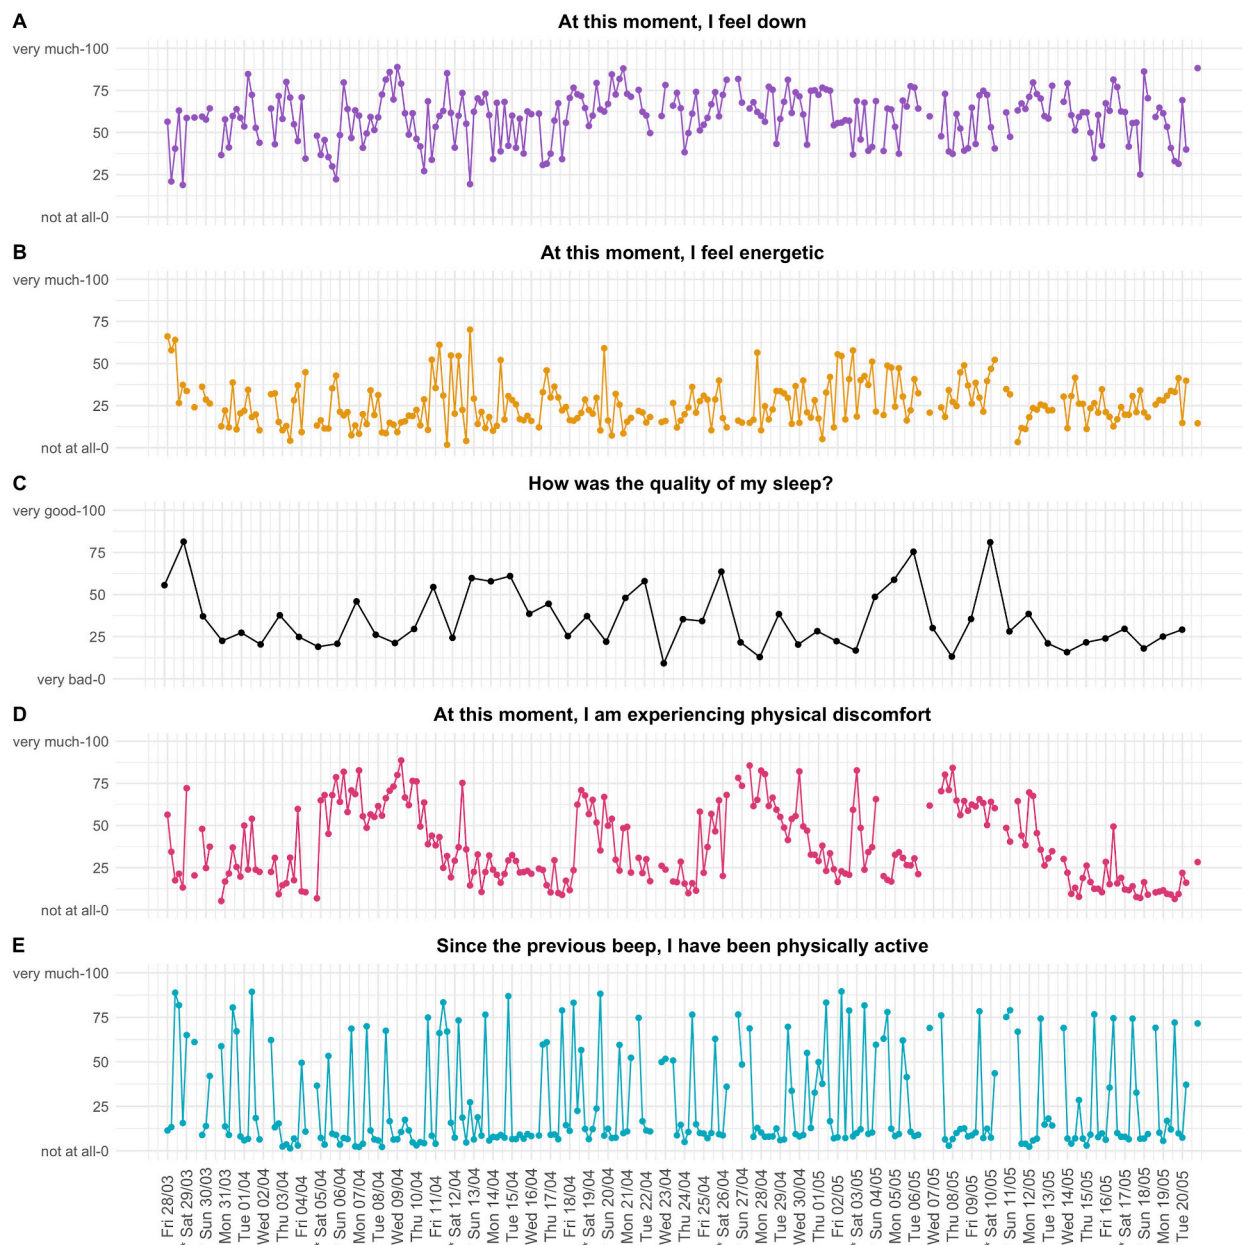 A
At this moment, I feel down
very much-100
75
50
25
not at all-0
B
At this moment, I feel energetic
very much-100
75
50
25
not at all-0
C
How was the quality of my sleep?
very good-100
75
50
25
very bad-0
D
At this moment, I am experiencing physical discomfort
very much-100
75
50
25
not at all-0
E
Since the previous beep, I have been physically active
very much-100
75
50
25
not at all-0
Fri 28/03
* Sat 29/03
Sun 30/03
Mon 31/03
Tue 01/04
Wed 02/04
Thu 03/04
Fri 04/04
* Sat 05/04
Sun 06/04
Mon 07/04
Tue 08/04
Wed 09/04
Thu 10/04
Fri 11/04
* Sat 12/04
Sun 13/04
Mon 14/04
Tue 15/04
Wed 16/04
Thu 17/04
Fri 18/04
* Sat 19/04
Sun 20/04
Mon 21/04
Tue 22/04
Wed 23/04
Thu 24/04
Fri 25/04
* Sat 26/04
Sun 27/04
Mon 28/04
Tue 29/04
Wed 30/04
Thu 01/05
Fri 02/05
* Sat 03/05
Sun 04/05
Mon 05/05
Tue 06/05
Wed 07/05
Thu 08/05
Fri 09/05
* Sat 10/05
Sun 11/05
Mon 12/05
Tue 13/05
Wed 14/05
Thu 15/05
Fri 16/05
* Sat 17/05
Sun 18/05
Mon 19/05
Tue 20/05